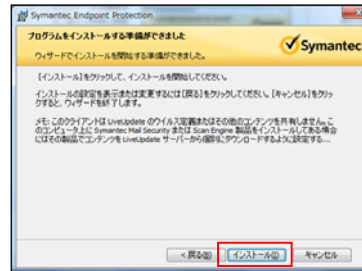 Symantec Endpoint Protection
プログラムをインストールする準備ができました
ウィザードでインストールを開始する準備ができました。
Symantec
[インストール]をクリックして、インストールを開始してください。
インストールの設定を表示または変更するには[戻る]をクリックしてください。[キャンセル]をクリッ
クすると、ウィザードを終了します。
メモ: このクライアントは LiveUpdate のウイルス定義またはその他のコンテンツを共有しません。こ
のコンピュータ上に Symantec Mail Security または Scan Engine 製品をインストールしてある場合
にはその製品でコンテンツを LiveUpdate サーバーから個別にダウンロードするように設定する...
< 戻る(B)
インストール(I)
キャンセル